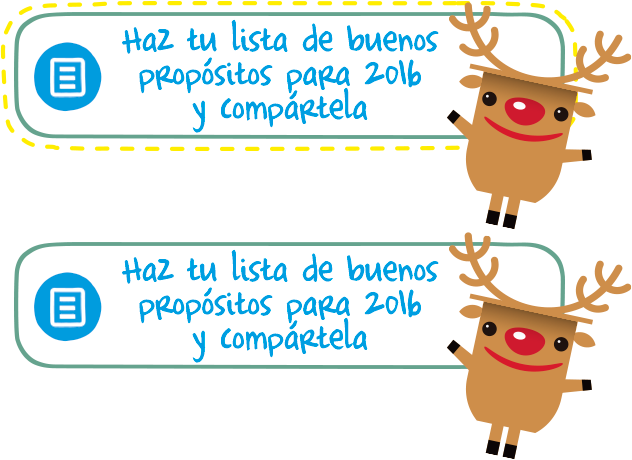 Haz tu lista de buenos
propósitos para 2016
y compártela
Haz tu lista de buenos
propósitos para 2016
y compártela